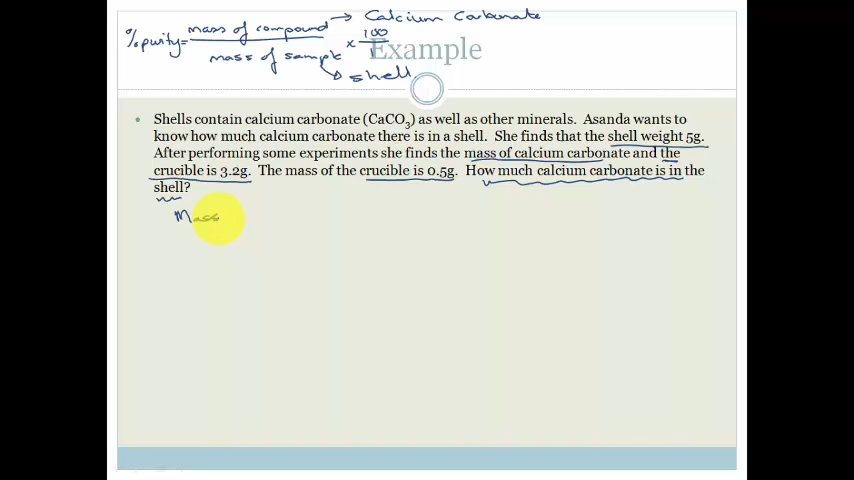 % purity = mass of compound → Calcium Carbonate
mass of sample × 100
1
→ shell
Example
• Shells contain calcium carbonate (CaCO₃) as well as other minerals. Asanda wants to
know how much calcium carbonate there is in a shell. She finds that the shell weight 5g.
After performing some experiments she finds the mass of calcium carbonate and the
crucible is 3.2g. The mass of the crucible is 0.5g. How much calcium carbonate is in the
shell?
Mass